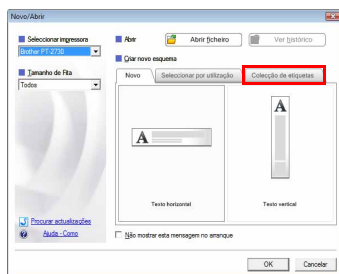 Novo/Abrir
Seleccionar impressora
Brother PT-2730
Tamanho de Fita
Todos
Procurar actualizações
Ajuda - Como
Abrir
Abrir ficheiro
Ver histórico
Criar novo esquema
Novo
Seleccionar por utilização
Colecção de etiquetas
A
Texto horizontal
A
Texto vertical
Não mostrar esta mensagem no arranque
OK
Cancelar